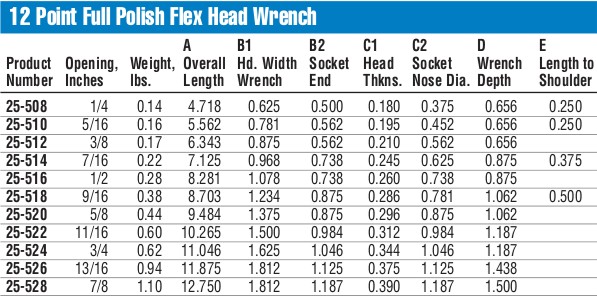 12 Point Full Polish Flex Head Wrench
A B1 B2 C1 C2 D E
Product Opening, Weight, Overall Hd. Width Socket Head Socket Wrench Length to
Number Inches lbs. Length Wrench End Thkns. Nose Dia. Depth Shoulder
25-508 1/4 0.14 4.718 0.625 0.500 0.180 0.375 0.656 0.250
25-510 5/16 0.16 5.562 0.781 0.562 0.195 0.452 0.656 0.250
25-512 3/8 0.17 6.343 0.875 0.562 0.210 0.562 0.656
25-514 7/16 0.22 7.125 0.968 0.738 0.245 0.625 0.875 0.375
25-516 1/2 0.28 8.281 1.078 0.738 0.260 0.738 0.875
25-518 9/16 0.38 8.703 1.234 0.875 0.286 0.781 1.062 0.500
25-520 5/8 0.44 9.484 1.375 0.875 0.296 0.875 1.062
25-522 11/16 0.60 10.265 1.500 0.984 0.312 0.984 1.187
25-524 3/4 0.62 11.046 1.625 1.046 0.344 1.046 1.187
25-526 13/16 0.94 11.875 1.812 1.125 0.375 1.125 1.438
25-528 7/8 1.10 12.750 1.812 1.187 0.390 1.187 1.500